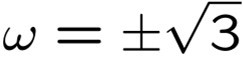 ω = ±√3